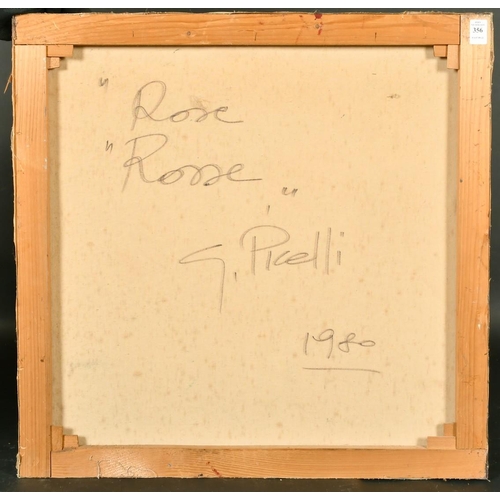 356
" Rose
" Rosse "
G. Picelli
1980